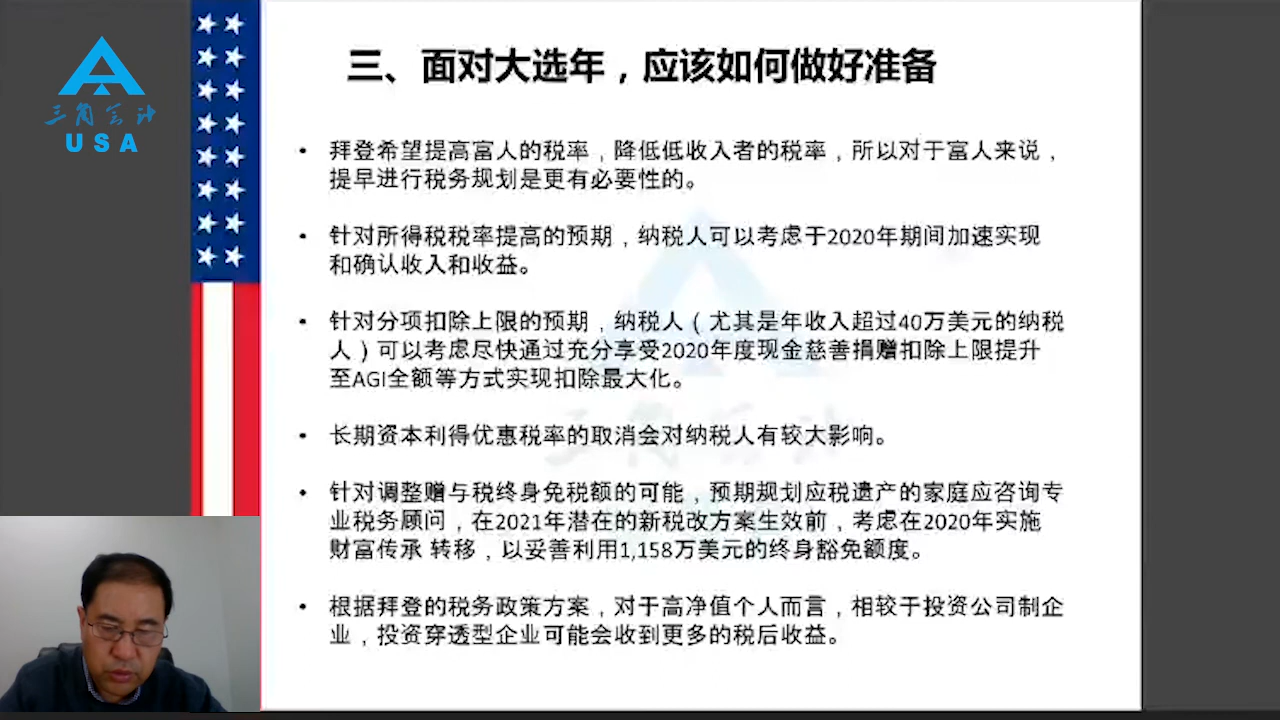 三角会计
USA
三、面对大选年，应该如何做好准备
• 拜登希望提高富人的税率，降低低收入者的税率，所以对于富人来说，
提早进行税务规划是更有必要性的。
• 针对所得税税率提高的预期，纳税人可以考虑于2020年期间加速实现
和确认收入和收益。
• 针对分项扣除上限的预期，纳税人（尤其是年收入超过40万美元的纳税
人）可以考虑尽快通过充分享受2020年度现金慈善捐赠扣除上限提升
至AGI全额等方式实现扣除最大化。
• 长期资本利得优惠税率的取消会对纳税人有较大影响。
• 针对调整赠与税终身免税额的可能，预期规划应税遗产的家庭应咨询专
业税务顾问，在2021年潜在的新税改方案生效前，考虑在2020年实施
财富传承 转移，以妥善利用1,158万美元的终身豁免额度。
• 根据拜登的税务政策方案，对于高净值个人而言，相较于投资公司制企
业，投资穿透型企业可能会收到更多的税后收益。
三角会计